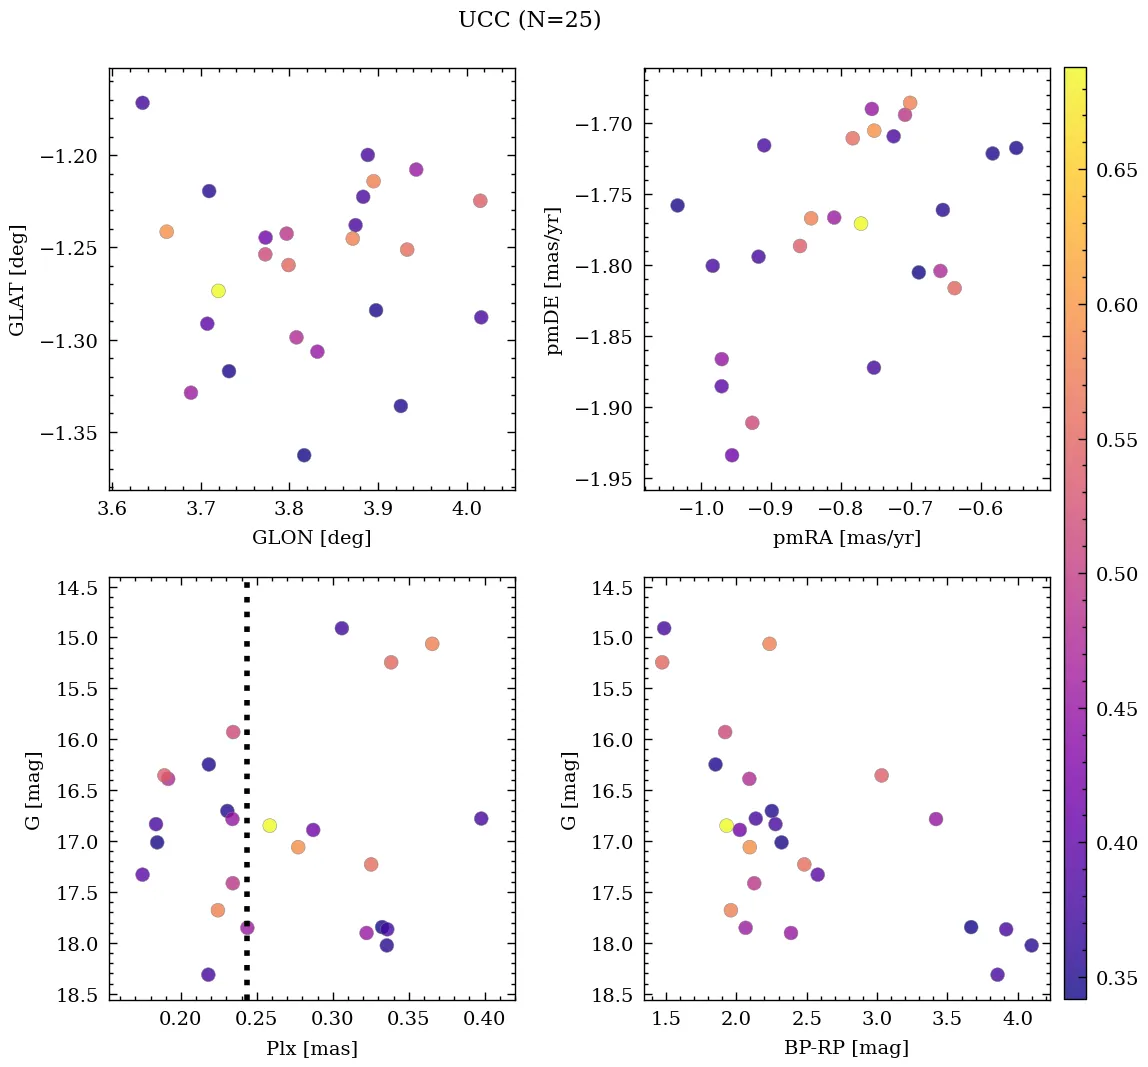 UCC (N=25)
−1.20
−1.25
−1.30
−1.35
GLAT [deg]
3.6 3.7 3.8 3.9 4.0
GLON [deg]
−1.70
−1.75
−1.80
−1.85
−1.90
−1.95
pmDE [mas/yr]
−1.0 −0.9 −0.8 −0.7 −0.6
pmRA [mas/yr]
14.5
15.0
15.5
16.0
16.5
17.0
17.5
18.0
18.5
G [mag]
0.20 0.25 0.30 0.35 0.40
Plx [mas]
14.5
15.0
15.5
16.0
16.5
17.0
17.5
18.0
18.5
G [mag]
1.5 2.0 2.5 3.0 3.5 4.0
BP-RP [mag]
0.65
0.60
0.55
0.50
0.45
0.40
0.35